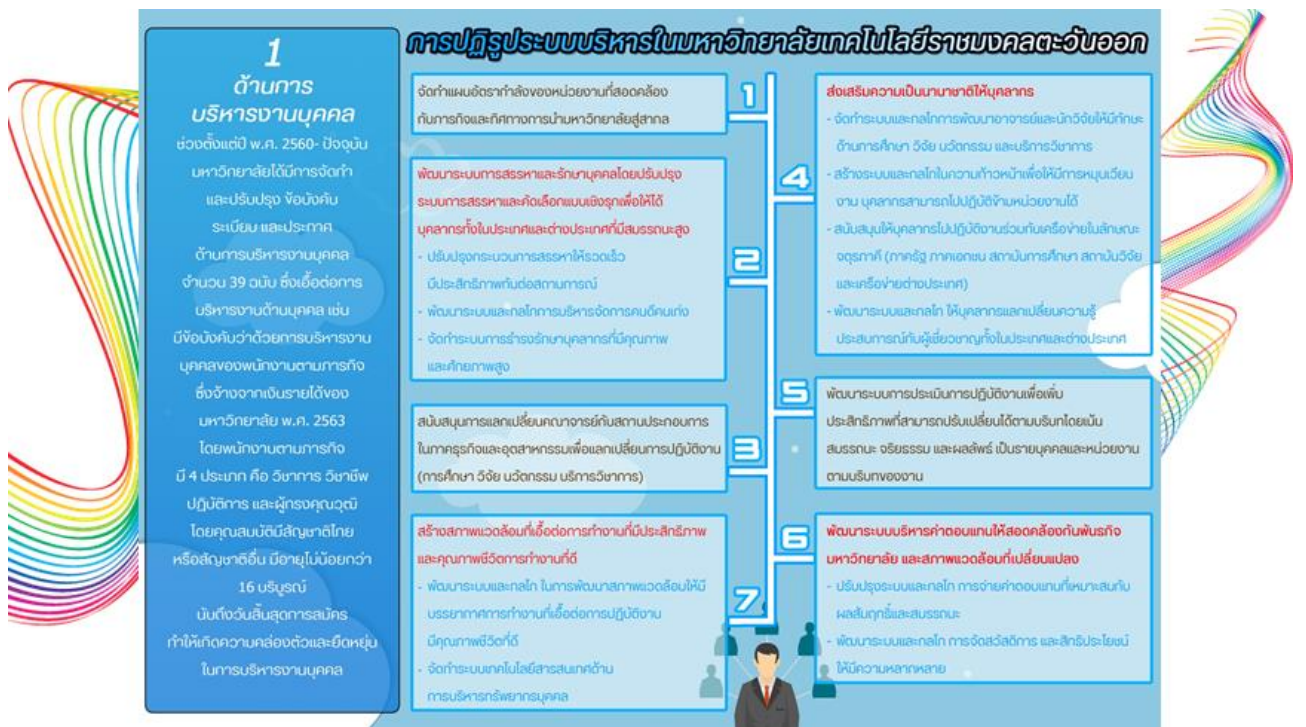 การปฏิรูประบบบริหารในมหาวิทยาลัยเทคโนโลยีราชมงคลตะวันออก
1
ด้านการ
บริหารงานบุคคล
ช่วงตั้งแต่ปี พ.ศ. 2560- ปัจจุบัน
มหาวิทยาลัยได้มีการจัดทำ
และปรับปรุง ข้อบังคับ
ระเบียบ และประกาศ
ด้านการบริหารงานบุคคล
จำนวน 39 ฉบับ ซึ่งเอื้อต่อการ
บริหารงานด้านบุคคล เช่น
มีข้อบังคับว่าด้วยการบริหารงาน
บุคคลของพนักงานตามภารกิจ
ซึ่งจ้างจากเงินรายได้ของ
มหาวิทยาลัย พ.ศ. 2563
โดยพนักงานตามภารกิจ
มี 4 ประเภท คือ วิชาการ วิชาชีพ
ปฏิบัติการ และผู้ทรงคุณวุฒิ
โดยคุณสมบัติมีสัญชาติไทย
หรือสัญชาติอื่น มีอายุไม่น้อยกว่า
16 บริบูรณ์
นับถึงวันสิ้นสุดการสมัคร
ทำให้เกิดความคล่องตัวและยืดหยุ่น
ในการบริหารงานบุคคล
1
จัดทำแผนอัตรากำลังของหน่วยงานที่สอดคล้อง
กับภารกิจและทิศทางการนำมหาวิทยาลัยสู่สากล
2
พัฒนาระบบการสรรหาและรักษาบุคคลโดยปรับปรุง
ระบบการสรรหาและคัดเลือกแบบเชิงรุกเพื่อให้ได้
บุคลากรทั้งในประเทศและต่างประเทศที่มีสมรรถนะสูง
- ปรับปรุงกระบวนการสรรหาให้รวดเร็ว
มีประสิทธิภาพทันต่อสถานการณ์
- พัฒนาระบบและกลไกการบริหารจัดการคนดีคนเก่ง
- จัดทำระบบการธำรงรักษาบุคลากรที่มีคุณภาพ
และศักยภาพสูง
3
สนับสนุนการแลกเปลี่ยนคณาจารย์กับสถานประกอบการ
ในภาคธุรกิจและอุตสาหกรรมเพื่อแลกเปลี่ยนการปฏิบัติงาน
(การศึกษา วิจัย นวัตกรรม บริการวิชาการ)
4
ส่งเสริมความเป็นนานาชาติให้บุคลากร
- จัดทำระบบและกลไกการพัฒนาอาจารย์และนักวิจัยให้มีทักษะ
ด้านการศึกษา วิจัย นวัตกรรม และบริการวิชาการ
- สร้างระบบและกลไกในความก้าวหน้าเพื่อให้มีการหมุนเวียน
งาน บุคลากรสามารถไปปฏิบัติข้ามหน่วยงานได้
- สนับสนุนให้บุคลากรไปปฏิบัติงานร่วมกับเครือข่ายในลักษณะ
จตุรภาคี (ภาครัฐ ภาคเอกชน สถาบันการศึกษา สถาบันวิจัย
และเครือข่ายต่างประเทศ)
- พัฒนาระบบและกลไก ให้บุคลากรแลกเปลี่ยนความรู้
ประสบการณ์กับผู้เชี่ยวชาญทั้งในประเทศและต่างประเทศ
5
พัฒนาระบบการประเมินการปฏิบัติงานเพื่อเพิ่ม
ประสิทธิภาพที่สามารถปรับเปลี่ยนได้ตามบริบทโดยเน้น
สมรรถนะ จริยธรรม และผลลัพธ์ เป็นรายบุคคลและหน่วยงาน
ตามบริบทของงาน
6
พัฒนาระบบบริหารค่าตอบแทนให้สอดคล้องกับพันธกิจ
มหาวิทยาลัย และสภาพแวดล้อมที่เปลี่ยนแปลง
- ปรับปรุงระบบและกลไก การจ่ายค่าตอบแทนที่เหมาะสมกับ
ผลสัมฤทธิ์และสมรรถนะ
- พัฒนาระบบและกลไก การจัดสวัสดิการ และสิทธิประโยชน์
ให้มีความหลากหลาย
7
สร้างสภาพแวดล้อมที่เอื้อต่อการทำงานที่มีประสิทธิภาพ
และคุณภาพชีวิตการทำงานที่ดี
- พัฒนาระบบและกลไก ในการพัฒนาสภาพแวดล้อมให้มี
บรรยากาศการทำงานที่เอื้อต่อการปฏิบัติงาน
มีคุณภาพชีวิตที่ดี
- จัดทำระบบเทคโนโลยีสารสนเทศด้าน
การบริหารทรัพยากรบุคคล